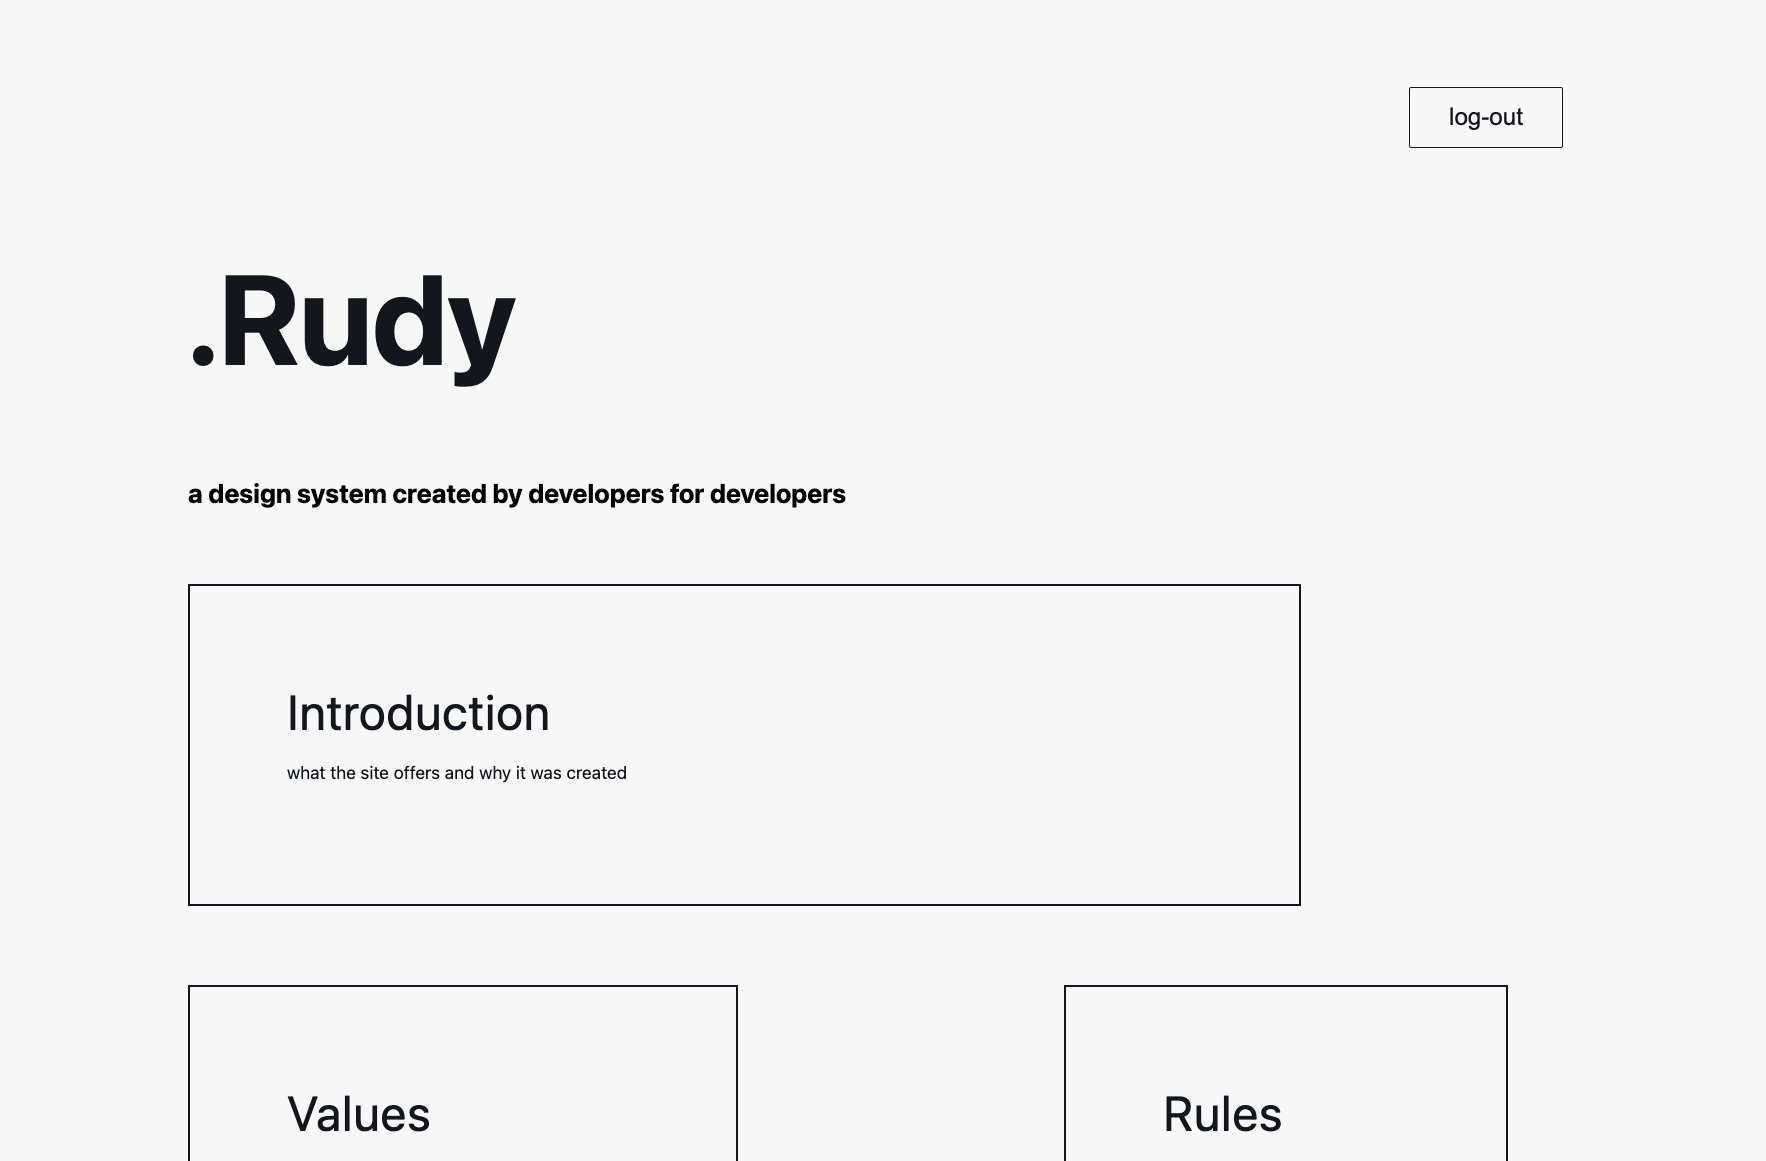 log-out
.Rudy
a design system created by developers for developers
Introduction
what the site offers and why it was created
Values
Rules